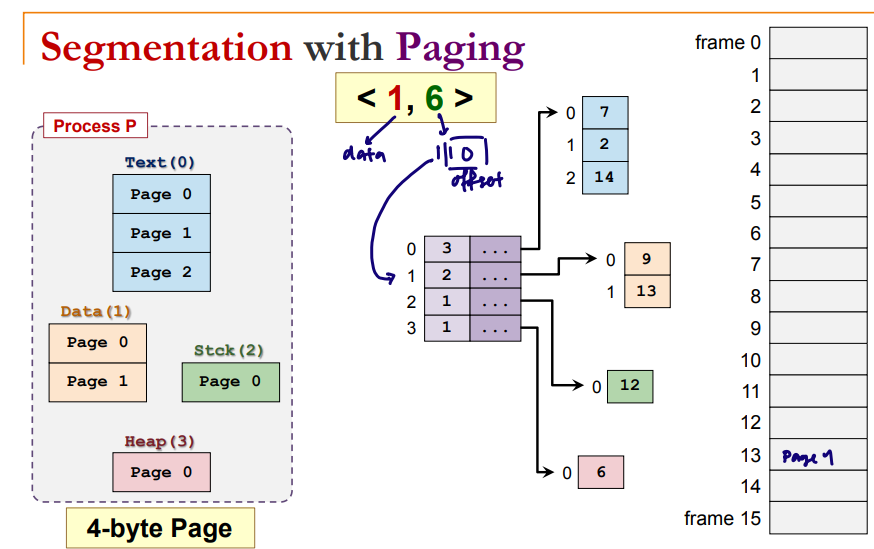 Segmentation with Paging
< 1, 6 >
data
1|10
offset
Process P
Text(0)
Page 0
Page 1
Page 2
Data(1)
Page 0
Page 1
Stck(2)
Page 0
Heap(3)
Page 0
4-byte Page
0 3 ...
1 2 ...
2 1 ...
3 1 ...
0 7
1 2
2 14
0 9
1 13
0 12
0 6
frame 0
1
2
3
4
5
6
7
8
9
10
11
12
13 Page 1
14
frame 15